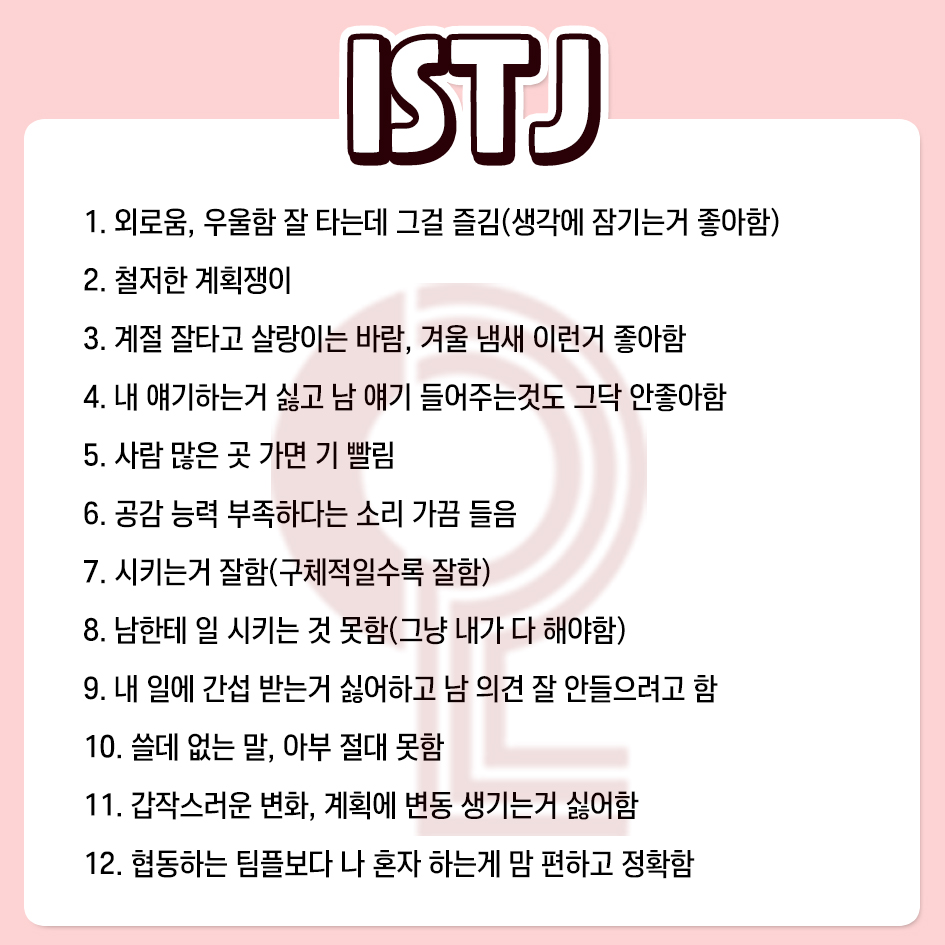 ISTJ
1. 외로움, 우울함 잘 타는데 그걸 즐김(생각에 잠기는거 좋아함)
2. 철저한 계획쟁이
3. 계절 잘타고 살랑이는 바람, 겨울 냄새 이런거 좋아함
4. 내 얘기하는거 싫고 남 얘기 들어주는것도 그닥 안좋아함
5. 사람 많은 곳 가면 기 빨림
6. 공감 능력 부족하다는 소리 가끔 들음
7. 시키는거 잘함(구체적일수록 잘함)
8. 남한테 일 시키는 것 못함(그냥 내가 다 해야함)
9. 내 일에 간섭 받는거 싫어하고 남 의견 잘 안들으려고 함
10. 쓸데 없는 말, 아부 절대 못함
11. 갑작스러운 변화, 계획에 변동 생기는거 싫어함
12. 협동하는 팀플보다 나 혼자 하는게 맘 편하고 정확함